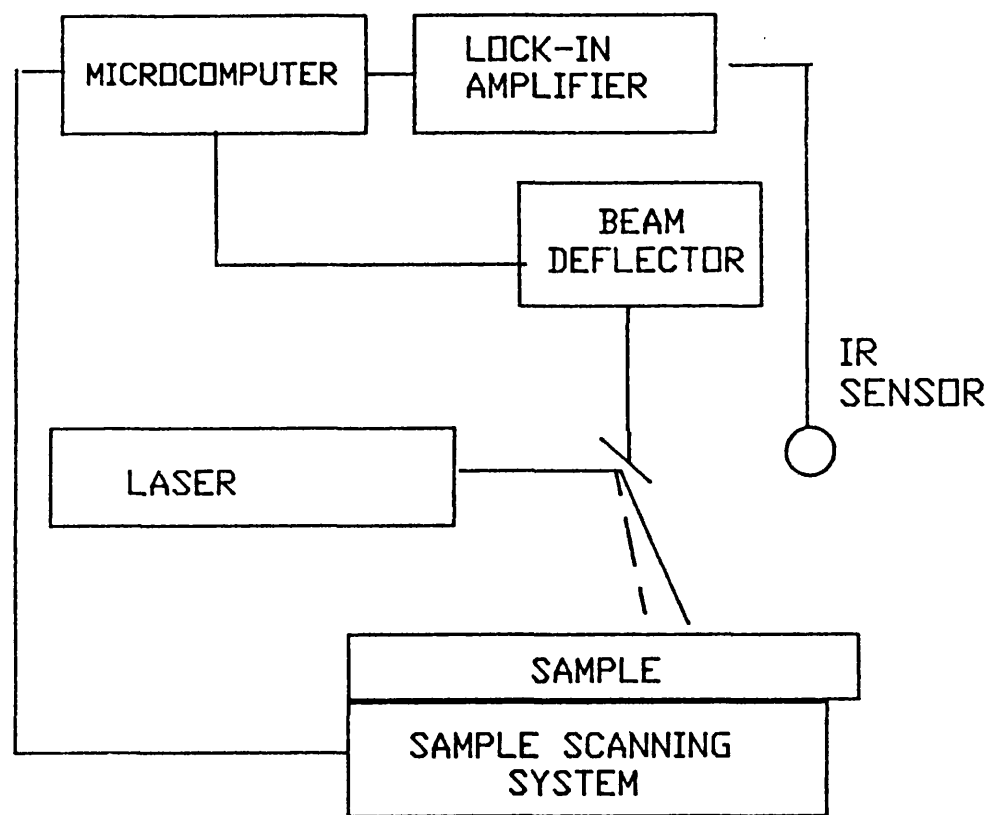 MICROCOMPUTER
LOCK-IN
AMPLIFIER
BEAM
DEFLECTOR
IR
SENSOR
LASER
SAMPLE
SAMPLE SCANNING
SYSTEM